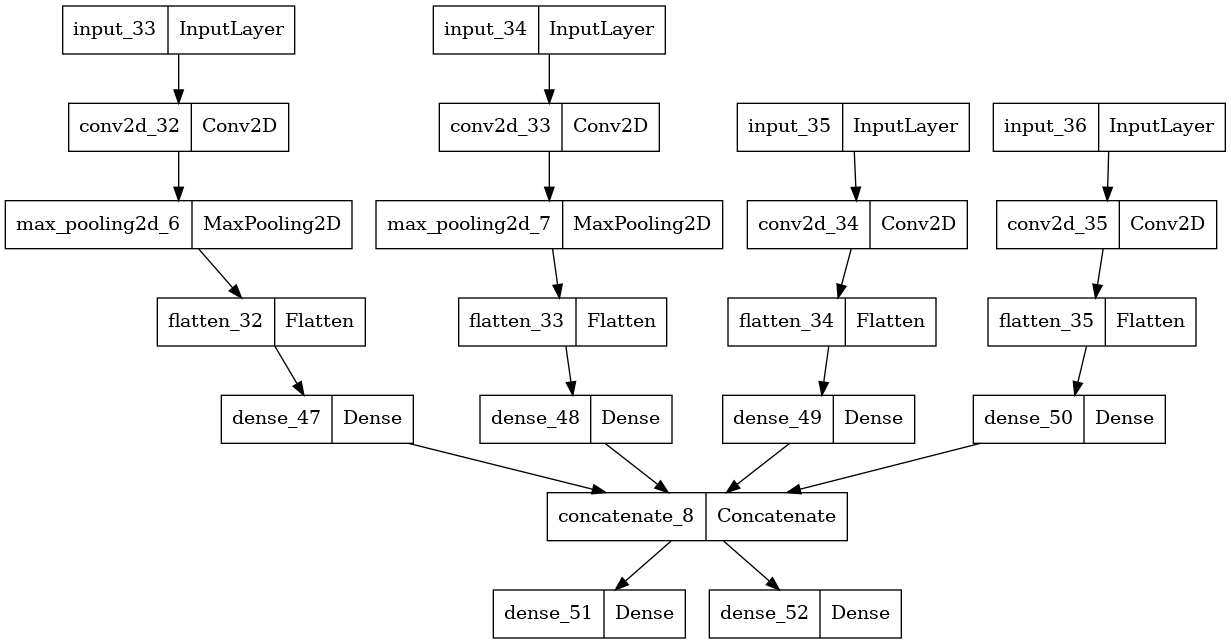 input_33 InputLayer
input_34 InputLayer
conv2d_32 Conv2D
conv2d_33 Conv2D
input_35 InputLayer
input_36 InputLayer
max_pooling2d_6 MaxPooling2D
max_pooling2d_7 MaxPooling2D
conv2d_34 Conv2D
conv2d_35 Conv2D
flatten_32 Flatten
flatten_33 Flatten
flatten_34 Flatten
flatten_35 Flatten
dense_47 Dense
dense_48 Dense
dense_49 Dense
dense_50 Dense
concatenate_8 Concatenate
dense_51 Dense
dense_52 Dense